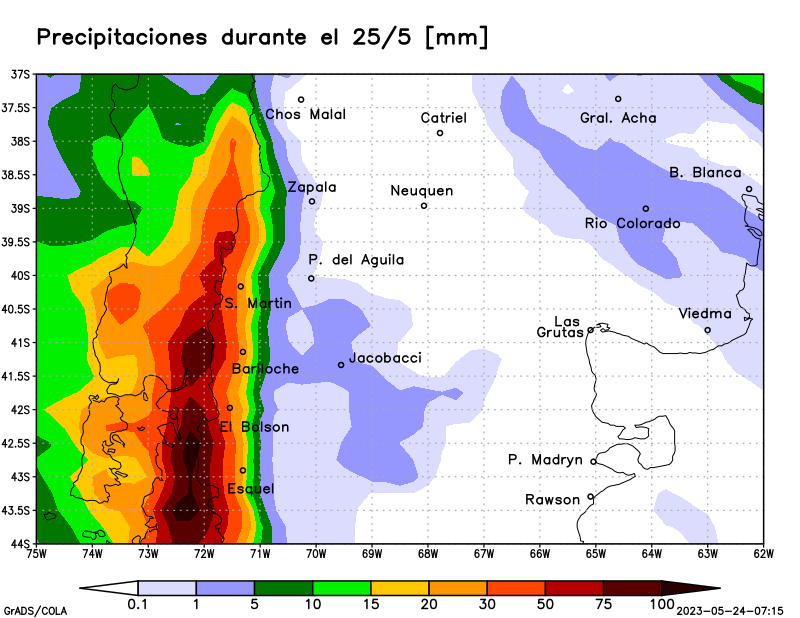 Precipitaciones durante el 25/5 [mm]
37S
37.5S
Chos Malal
Catriel
Gral. Acha
38S
B. Blanca
38.5S
Zapala
Neuquen
39S
Rio Colorado
39.5S
P. del Aguila
40S
S. Martin
40.5S
Viedma
Las
Grutas
41S
Jacobacci
Bariloche
41.5S
42S
El Bolson
42.5S
P. Madryn
43S
Esquel
Rawson
43.5S
44S
75W 74W 73W 72W 71W 70W 69W 68W 67W 66W 65W 64W 63W 62W
0.1 1 5 10 15 20 30 50 75 100
GrADS/COLA
2023-05-24-07:15